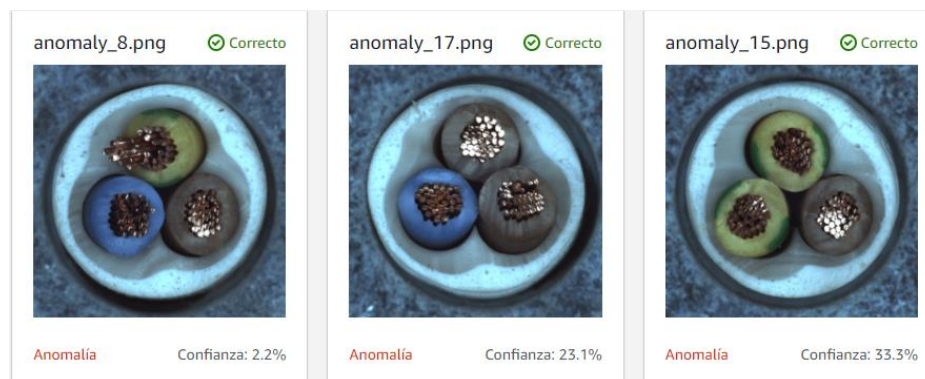 anomaly_8.png Correcto
anomaly_17.png Correcto
anomaly_15.png Correcto
Anomalía Confianza: 2.2%
Anomalía Confianza: 23.1%
Anomalía Confianza: 33.3%